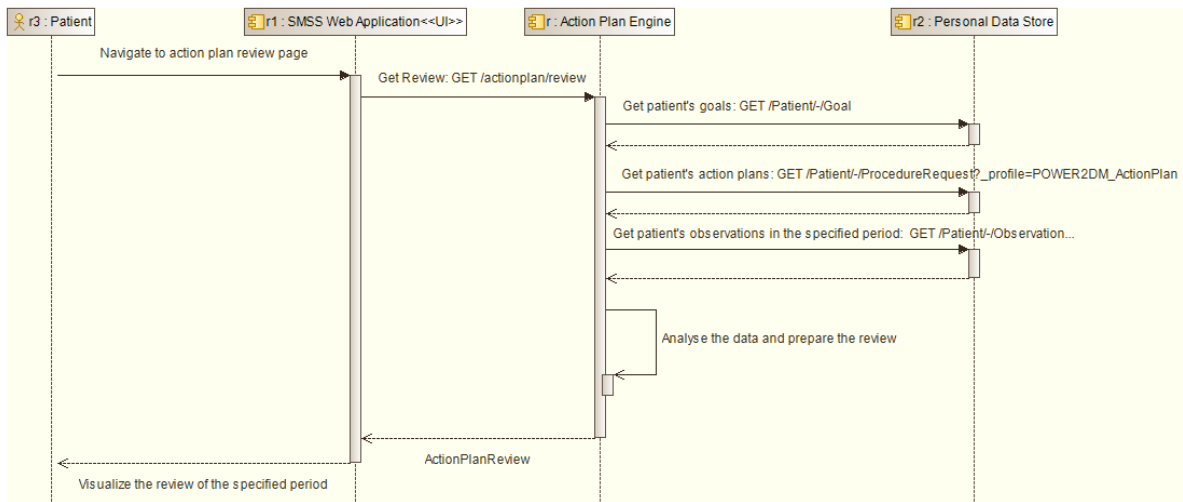 r3 : Patient
r1 : SMSS Web Application<<UI>>
r : Action Plan Engine
r2 : Personal Data Store
Navigate to action plan review page
Get Review: GET /actionplan/review
Get patient's goals: GET /Patient/-/Goal
Get patient's action plans: GET /Patient/-/ProcedureRequest?_profile=POWER2DM_ActionPlan
Get patient's observations in the specified period: GET /Patient/-/Observation...
Analyse the data and prepare the review
ActionPlanReview
Visualize the review of the specified period